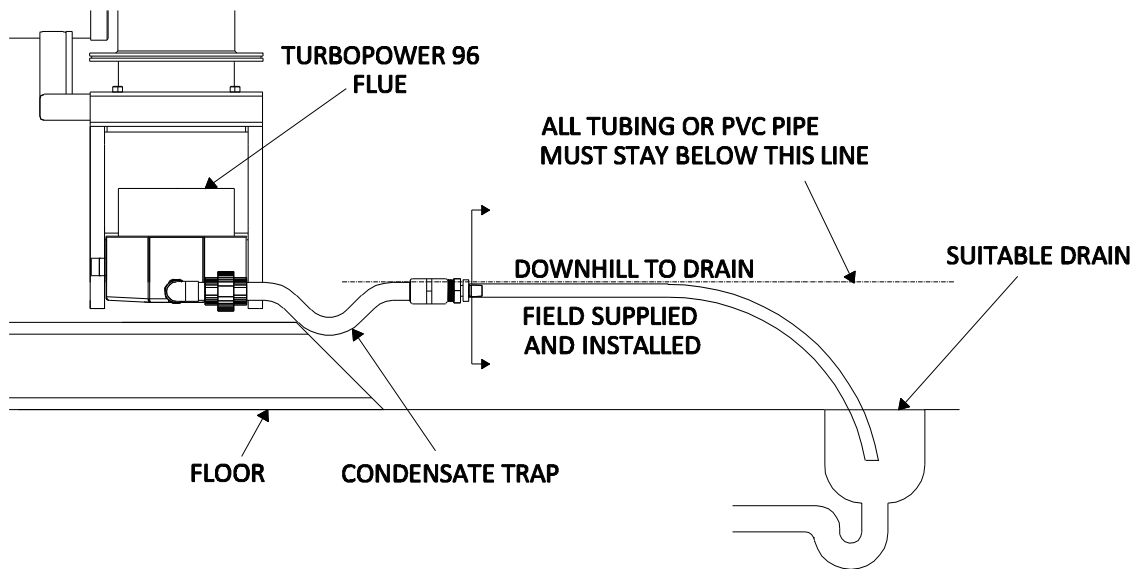 TURBOPOWER 96
FLUE
ALL TUBING OR PVC PIPE
MUST STAY BELOW THIS LINE
SUITABLE DRAIN
DOWNHILL TO DRAIN
FIELD SUPPLIED
AND INSTALLED
FLOOR
CONDENSATE TRAP